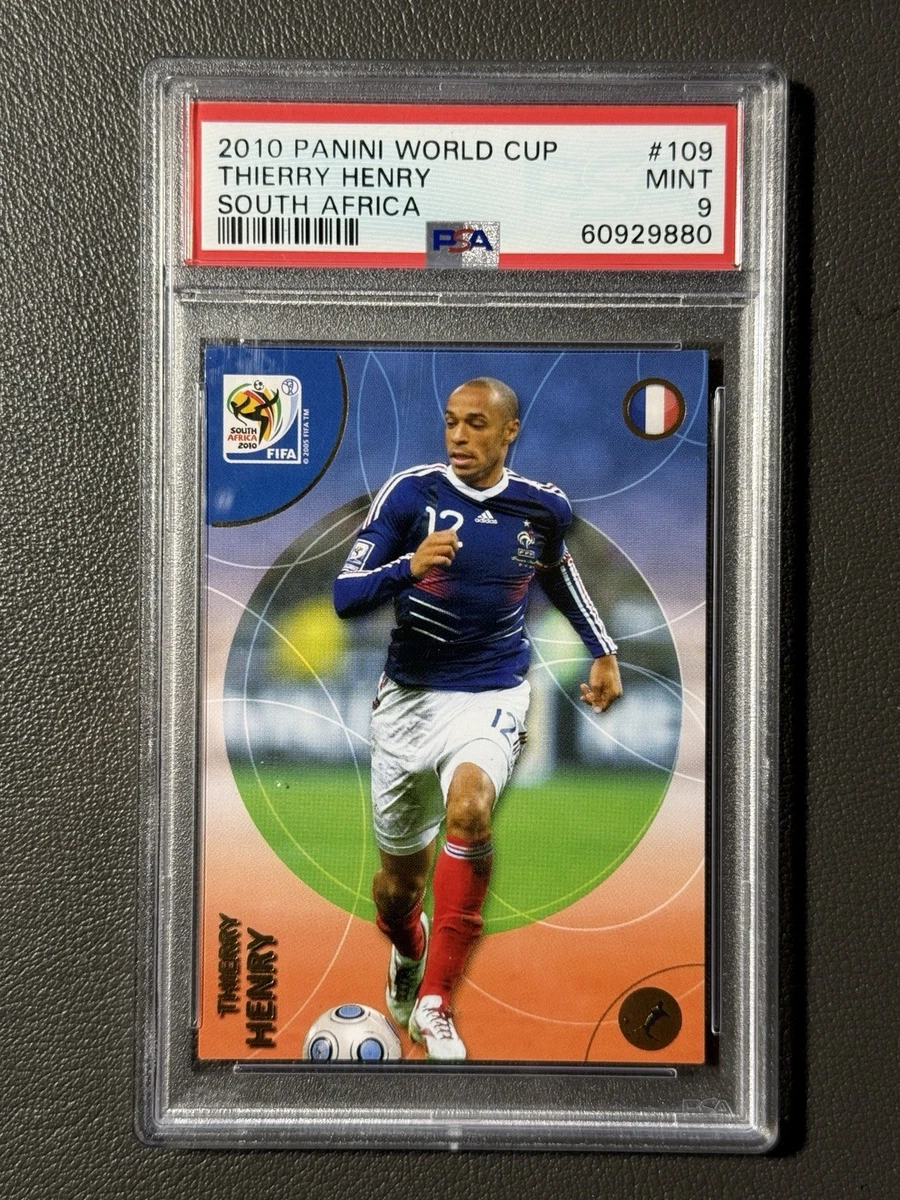 2010 PANINI WORLD CUP #109
THIERRY HENRY MINT
SOUTH AFRICA 9
PSA 60929880
SOUTH
AFRICA
2010
FIFA
© 2005 FIFA TM
12
adidas
12
THIERRY
HENRY
PSA